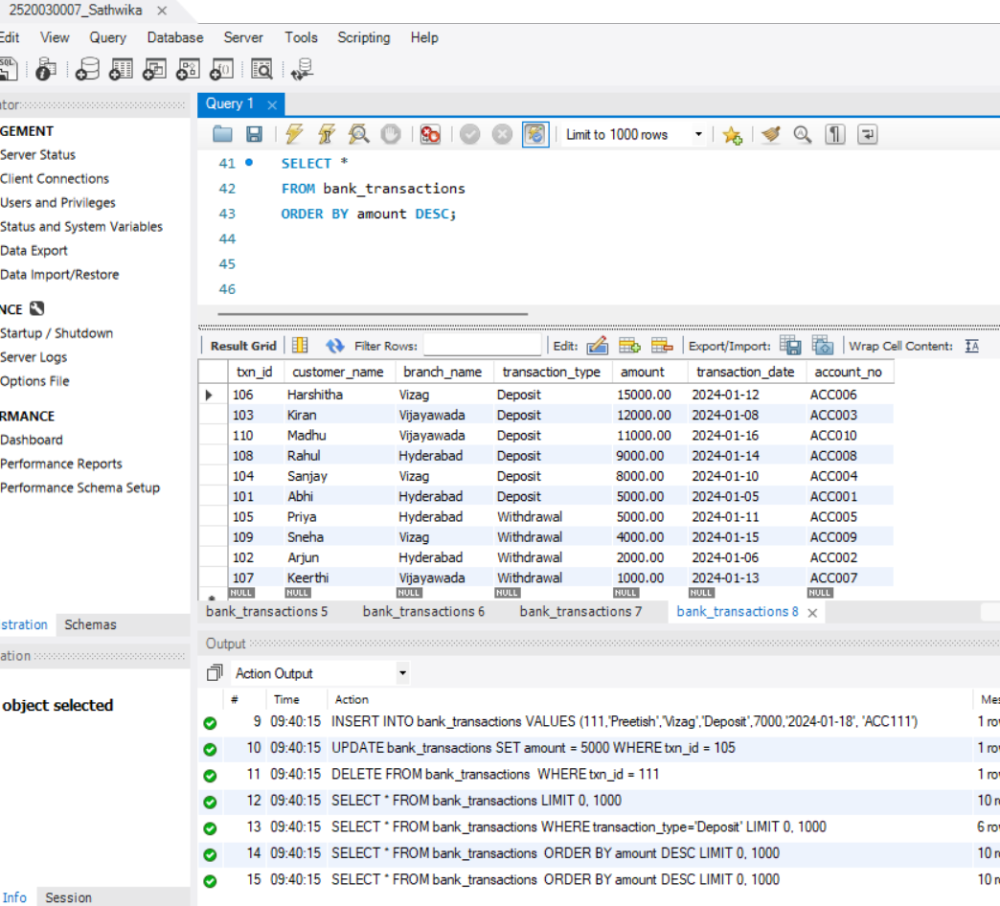 2520030007_Sathwika ×
Edit View Query Database Server Tools Scripting Help
SQL
ator
GEMENT
Server Status
Client Connections
Users and Privileges
Status and System Variables
Data Export
Data Import/Restore
NCE
Startup / Shutdown
Server Logs
Options File
RMANCE
Dashboard
Performance Reports
Performance Schema Setup
stration Schemas
ation
object selected
Info Session
Query 1 ×
Limit to 1000 rows
41 SELECT *
42 FROM bank_transactions
43 ORDER BY amount DESC;
44
45
46
Result Grid Filter Rows: Edit: Export/Import: Wrap Cell Content:
txn_id customer_name branch_name transaction_type amount transaction_date account_no
106 Harshitha Vizag Deposit 15000.00 2024-01-12 ACC006
103 Kiran Vijayawada Deposit 12000.00 2024-01-08 ACC003
110 Madhu Vijayawada Deposit 11000.00 2024-01-16 ACC010
108 Rahul Hyderabad Deposit 9000.00 2024-01-14 ACC008
104 Sanjay Vizag Deposit 8000.00 2024-01-10 ACC004
101 Abhi Hyderabad Deposit 5000.00 2024-01-05 ACC001
105 Priya Hyderabad Withdrawal 5000.00 2024-01-11 ACC005
109 Sneha Vizag Withdrawal 4000.00 2024-01-15 ACC009
102 Arjun Hyderabad Withdrawal 2000.00 2024-01-06 ACC002
107 Keerthi Vijayawada Withdrawal 1000.00 2024-01-13 ACC007
NULL NULL NULL NULL NULL NULL NULL
bank_transactions 5 bank_transactions 6 bank_transactions 7 bank_transactions 8 ×
Output
Action Output
# Time Action Mes
9 09:40:15 INSERT INTO bank_transactions VALUES (111,'Preetish','Vizag','Deposit',7000,'2024-01-18', 'ACC111') 1 ro
10 09:40:15 UPDATE bank_transactions SET amount = 5000 WHERE txn_id = 105 1 ro
11 09:40:15 DELETE FROM bank_transactions WHERE txn_id = 111 1 ro
12 09:40:15 SELECT * FROM bank_transactions LIMIT 0, 1000 10 r
13 09:40:15 SELECT * FROM bank_transactions WHERE transaction_type='Deposit' LIMIT 0, 1000 6 ro
14 09:40:15 SELECT * FROM bank_transactions ORDER BY amount DESC LIMIT 0, 1000 10 r
15 09:40:15 SELECT * FROM bank_transactions ORDER BY amount DESC LIMIT 0, 1000 10 r